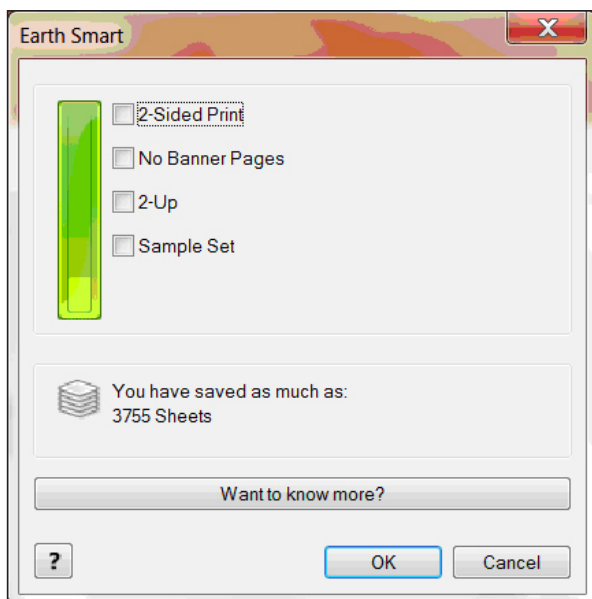 Earth Smart
X
2-Sided Print
No Banner Pages
2-Up
Sample Set
You have saved as much as:
3755 Sheets
Want to know more?
?
OK
Cancel